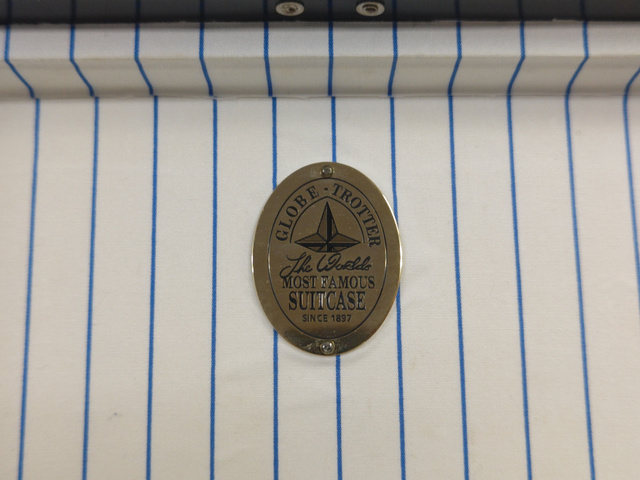 GLOBE-TROTTER
The Worlds
MOST FAMOUS
SUITCASE
SINCE 1897